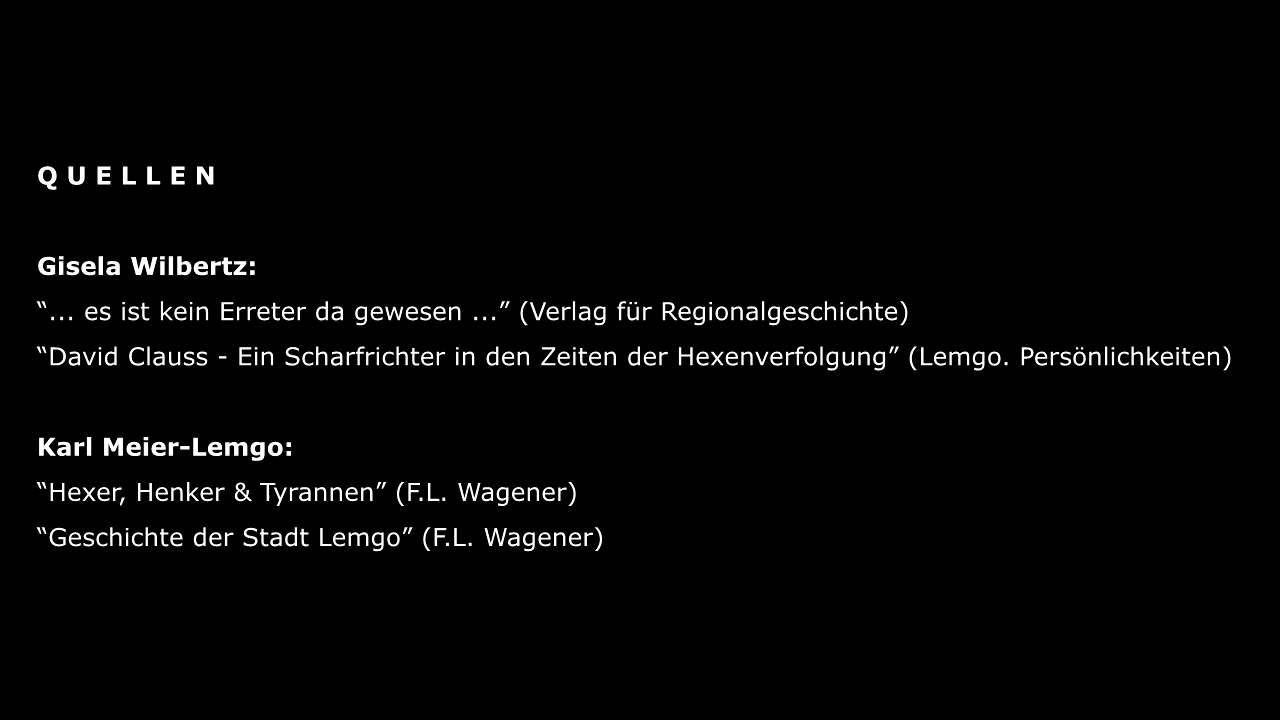 Q U E L L E N
Gisela Wilbertz:
“... es ist kein Erreter da gewesen ...” (Verlag für Regionalgeschichte)
“David Clauss - Ein Scharfrichter in den Zeiten der Hexenverfolgung” (Lemgo. Persönlichkeiten)
Karl Meier-Lemgo:
“Hexer, Henker & Tyrannen” (F.L. Wagener)
“Geschichte der Stadt Lemgo” (F.L. Wagener)